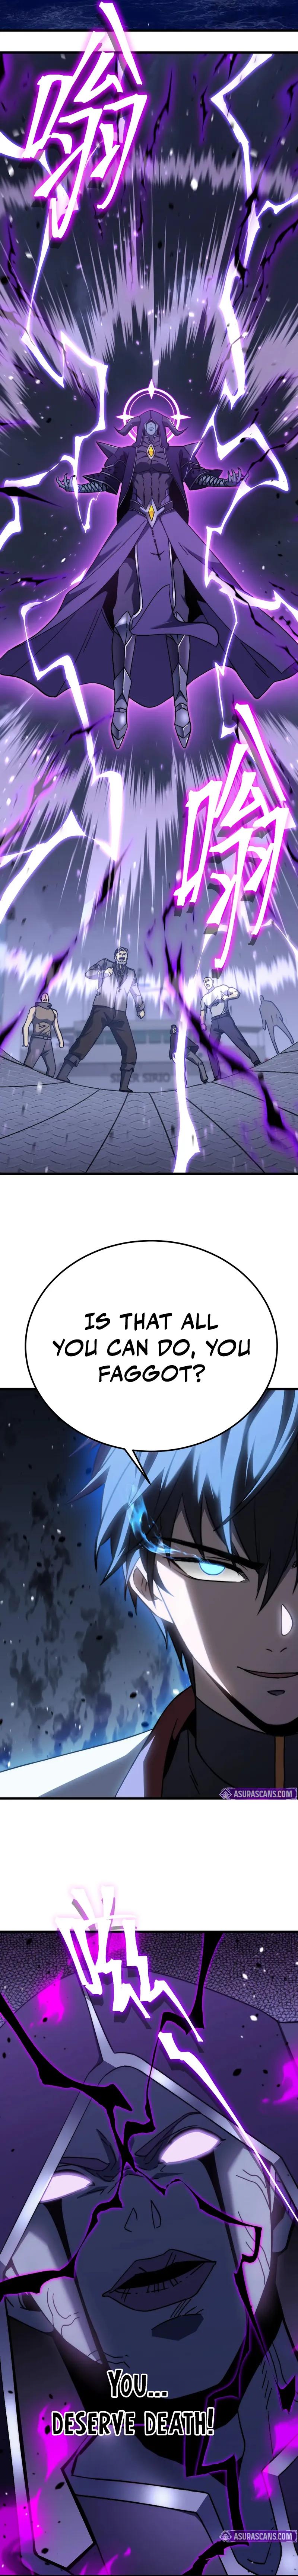 嗡
嗡
IS THAT ALL
YOU CAN DO, YOU
FAGGOT?
ASURASCANS.COM
YOU...
DESERVE DEATH!
ASURASCANS.COM